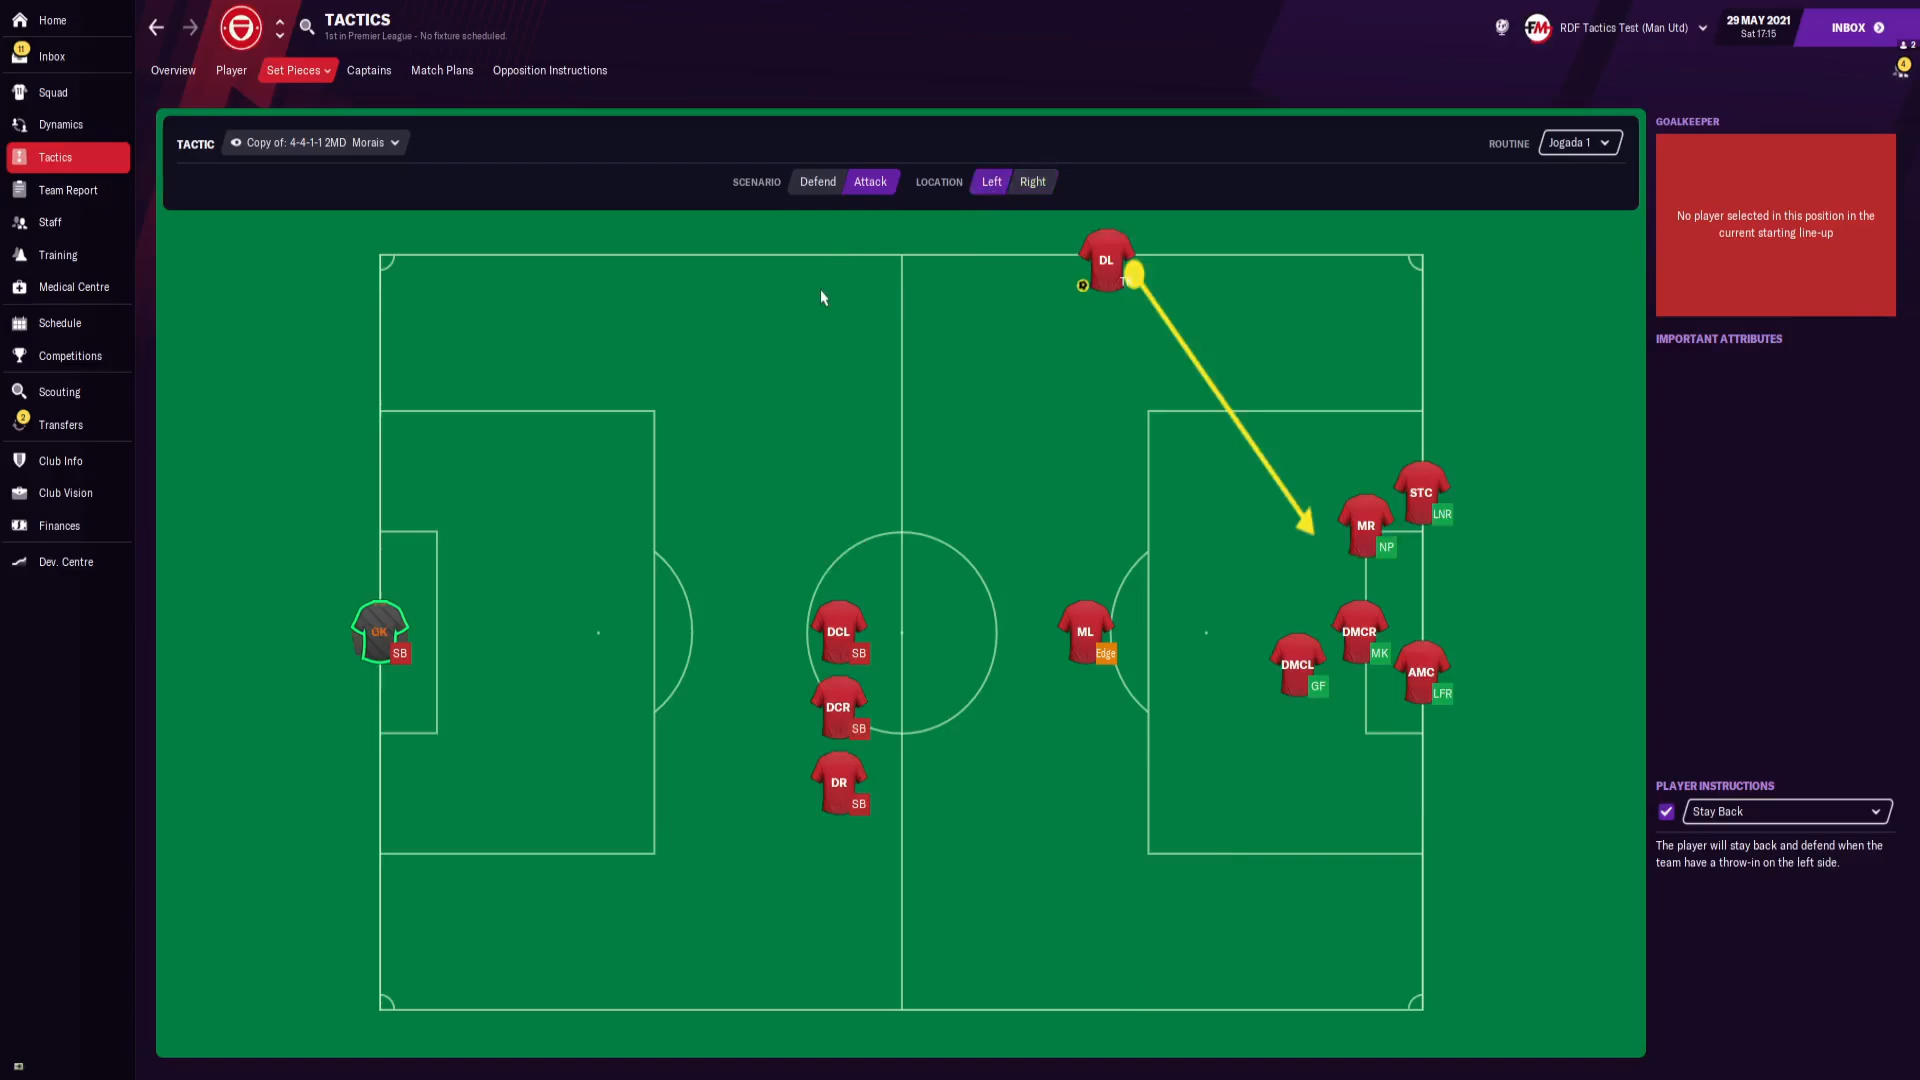 Home
11
Inbox
Squad
Dynamics
Tactics
Team Report
Staff
Training
Medical Centre
Schedule
Competitions
Scouting
2
Transfers
Club Info
Club Vision
Finances
Dev. Centre
TACTICS
1st in Premier League - No fixture scheduled.
FM
RDF Tactics Test (Man Utd)
29 MAY 2021
Sat 17:15
INBOX
2
4
Overview
Player
Set Pieces
Captains
Match Plans
Opposition Instructions
TACTIC
Copy of: 4-4-1-1 2MD Morais
ROUTINE
Jogada 1
SCENARIO
Defend
Attack
LOCATION
Left
Right
DL
STC
LNR
MR
NP
GK
SB
DCL
SB
ML
Edge
DMCR
MK
DMCL
GF
AMC
LFR
DCR
SB
DR
SB
GOALKEEPER
No player selected in this position in the
current starting line-up
IMPORTANT ATTRIBUTES
PLAYER INSTRUCTIONS
Stay Back
The player will stay back and defend when the
team have a throw-in on the left side.